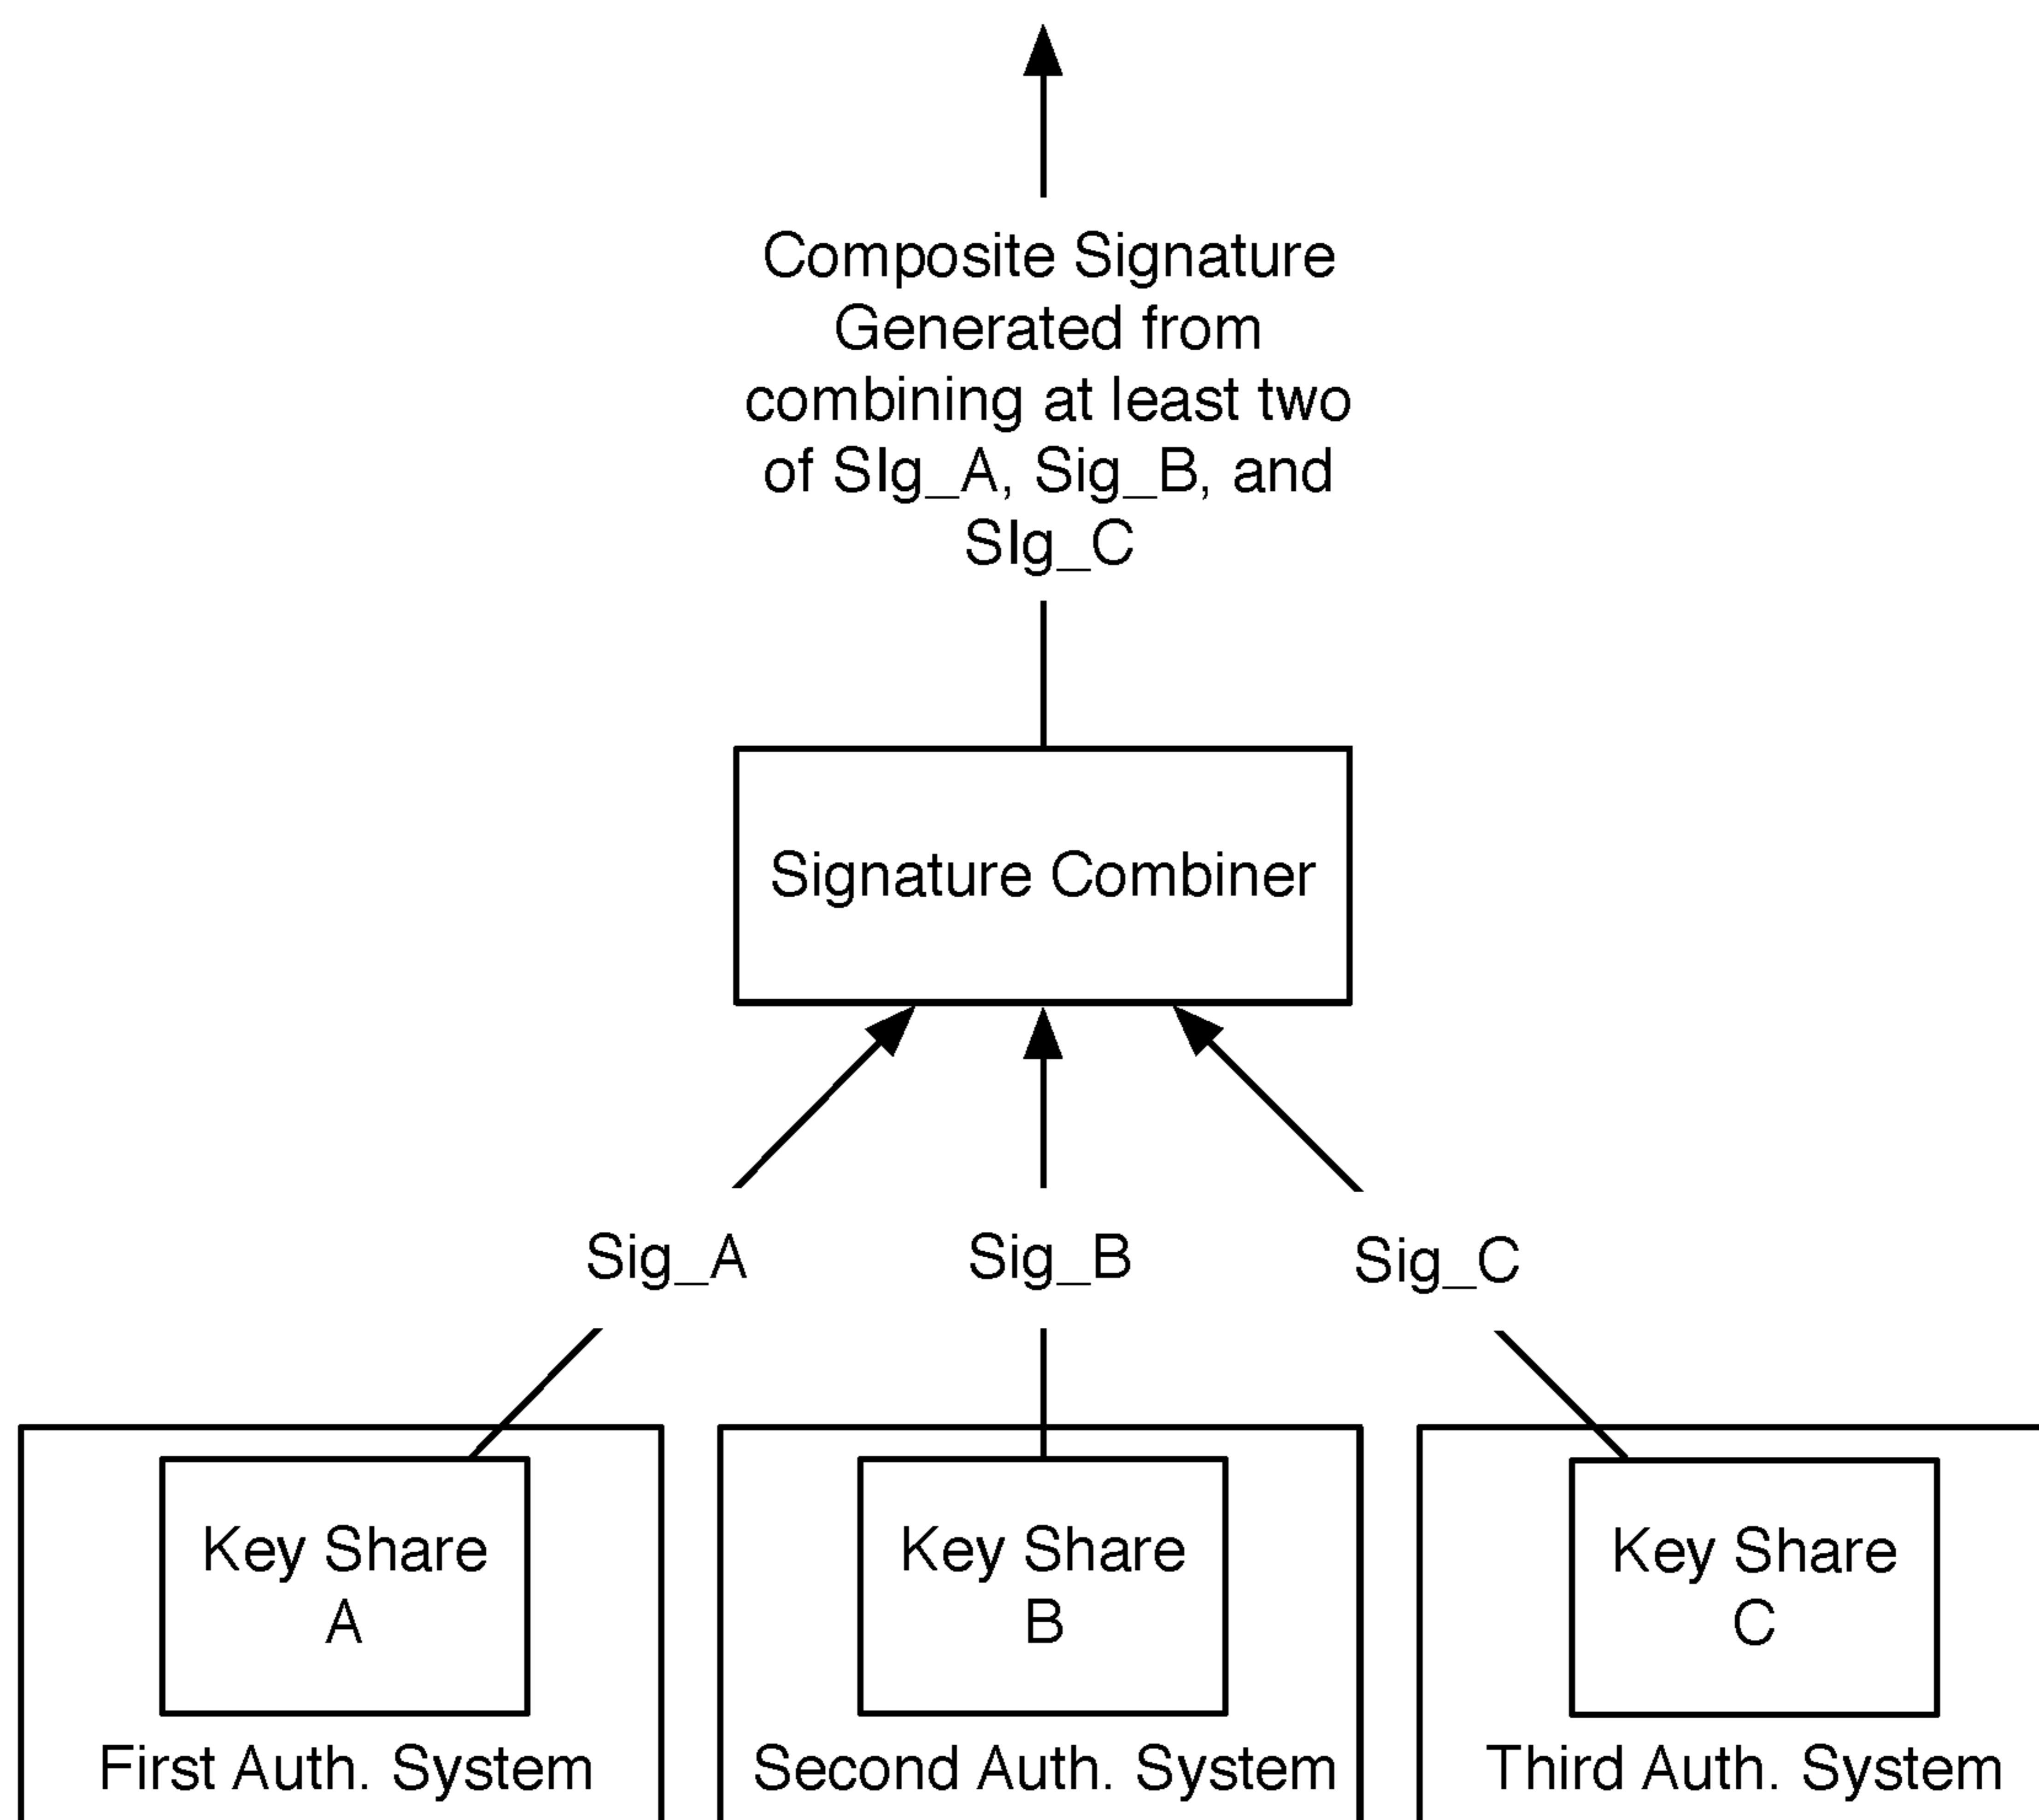 Composite Signature
Generated from
combining at least two
of SIg_A, Sig_B, and
SIg_C
Signature Combiner
Sig_A
Sig_B
Sig_C
Key Share
A
Key Share
B
Key Share
C
First Auth. System
Second Auth. System
Third Auth. System